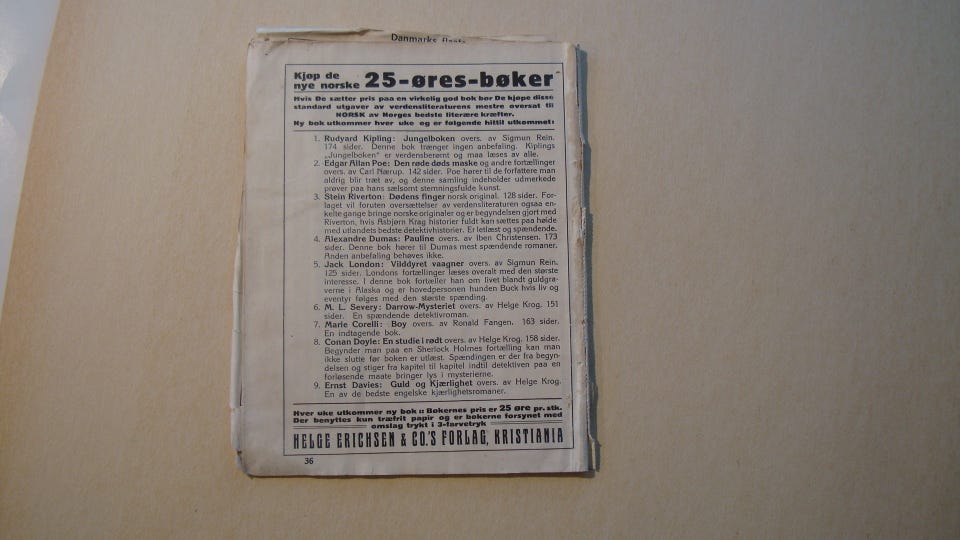 Danmarks
Kjøp de
nye norske 25-øres-bøker
Hvis De sætter pris paa en virkelig god bok bør De kjøpe disse
standard utgaver av verdensliteraturens mestre oversat til
NORSK av Norges bedste literære kræfter.
Ny bok utkommer hver uke og er følgende hittil utkommet:
1. Rudyard Kipling: Jungelboken overs. av Sigmun Rein.
174 sider. Denne bok trænger ingen anbefaling. Kiplings
„Jungelboken" er verdensberømt og maa læses av alle.
2. Edgar Allan Poe: Den røde døds maske og andre fortællinger
overs. av Carl Nærup. 142 sider. Poe hører til de forfattere man
aldrig blir træt av, og denne samling indeholder udmerkede
prøver paa hans sælsomt stemningsfulde kunst.
3. Stein Riverton: Dødens finger norsk original. 128 sider. For-
laget vil foruten oversættelser av verdensliteraturen ogsaa en-
kelte gange bringe norske originaler og er begyndelsen gjort med
Riverton, hvis Asbjørn Krag historier fuldt kan sættes paa høide
med utlandets bedste detektivhistorier. Er letlæst og spændende.
4. Alexandre Dumas: Pauline overs. av Iben Christensen. 173
sider. Denne bok hører til Dumas mest spændende romaner.
Anden anbefaling behøves ikke.
5. Jack London: Vilddyret vaagner overs. av Sigmun Rein.
125 sider. Londons fortællinger læses overalt med den største
interesse. I denne bok fortæller han om livet blandt guldgra-
verne i Alaska og er hovedpersonen hunden Buck hvis liv og
eventyr følges med den største spænding.
6. M. L. Severy: Darrow-Mysteriet overs. av Helge Krog. 151
sider. En spændende detektivroman.
7. Marie Corelli: Boy overs. av Ronald Fangen. 163 sider.
En indtagende bok.
8. Conan Doyle: En studie i rødt overs. av Helge Krog. 158 sider.
Begynder man paa en Sherlock Holmes fortælling kan man
ikke slutte før boken er utlæst. Spændingen er der fra begyn-
delsen og stiger fra kapitel til kapitel indtil detektiven paa en
forløsende maate bringer lys i mysterierne.
9. Ernst Davies: Guld og Kjærlighet overs. av Helge Krog.
En av de bedste engelske kjærlighetsromaner.
Hver uke utkommer ny bok :: Bøkernes pris er 25 øre pr. stk.
Der benyttes kun træfrit papir og er bøkerne forsynet med
omslag trykt i 3-farvetryk
HELGE ERICHSEN & CO.'S FORLAG, KRISTIANIA
36